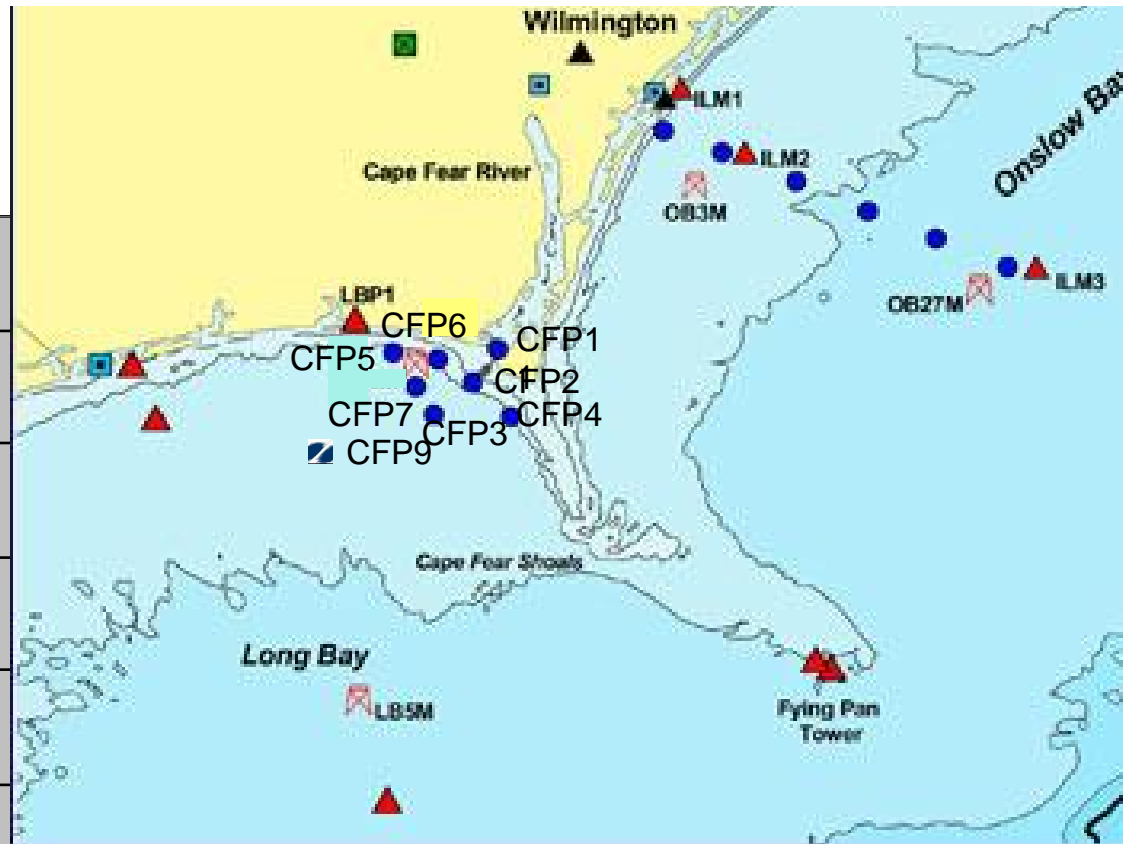 Wilmington
ILM1
Onslow Bay
ILM2
Cape Fear River
OB3M
ILM3
OB27M
LBP1
CFP6
CFP1
CFP5
CFP2
CFP7
CFP4
CFP3
CFP9
Cape Fear Shoals
Long Bay
LB5M
Fying Pan
Tower